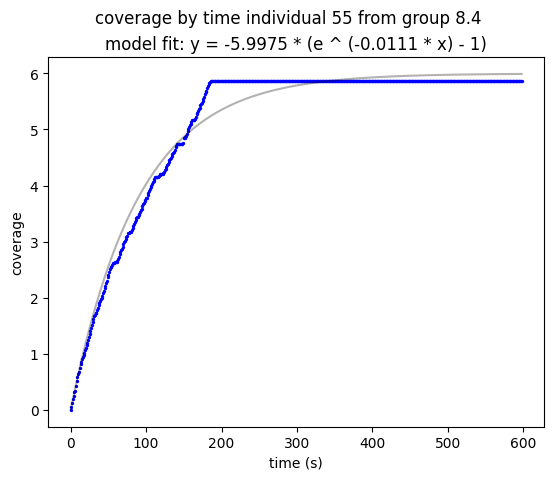 coverage by time individual 55 from group 8.4
model fit: y = -5.9975 * (e ^ (-0.0111 * x) - 1)
6
5
4
3
2
1
0
coverage
0 100 200 300 400 500 600
time (s)